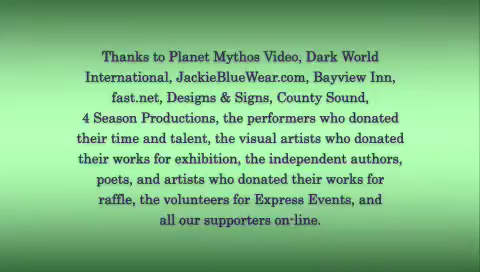 Thanks to Planet Mythos Video, Dark World
International, JackieBlueWear.com, Bayview Inn,
fast.net, Designs & Signs, County Sound,
4 Season Productions, the performers who donated
their time and talent, the visual artists who donated
their works for exhibition, the independent authors,
poets, and artists who donated their works for
raffle, the volunteers for Express Events, and
all our supporters on-line.